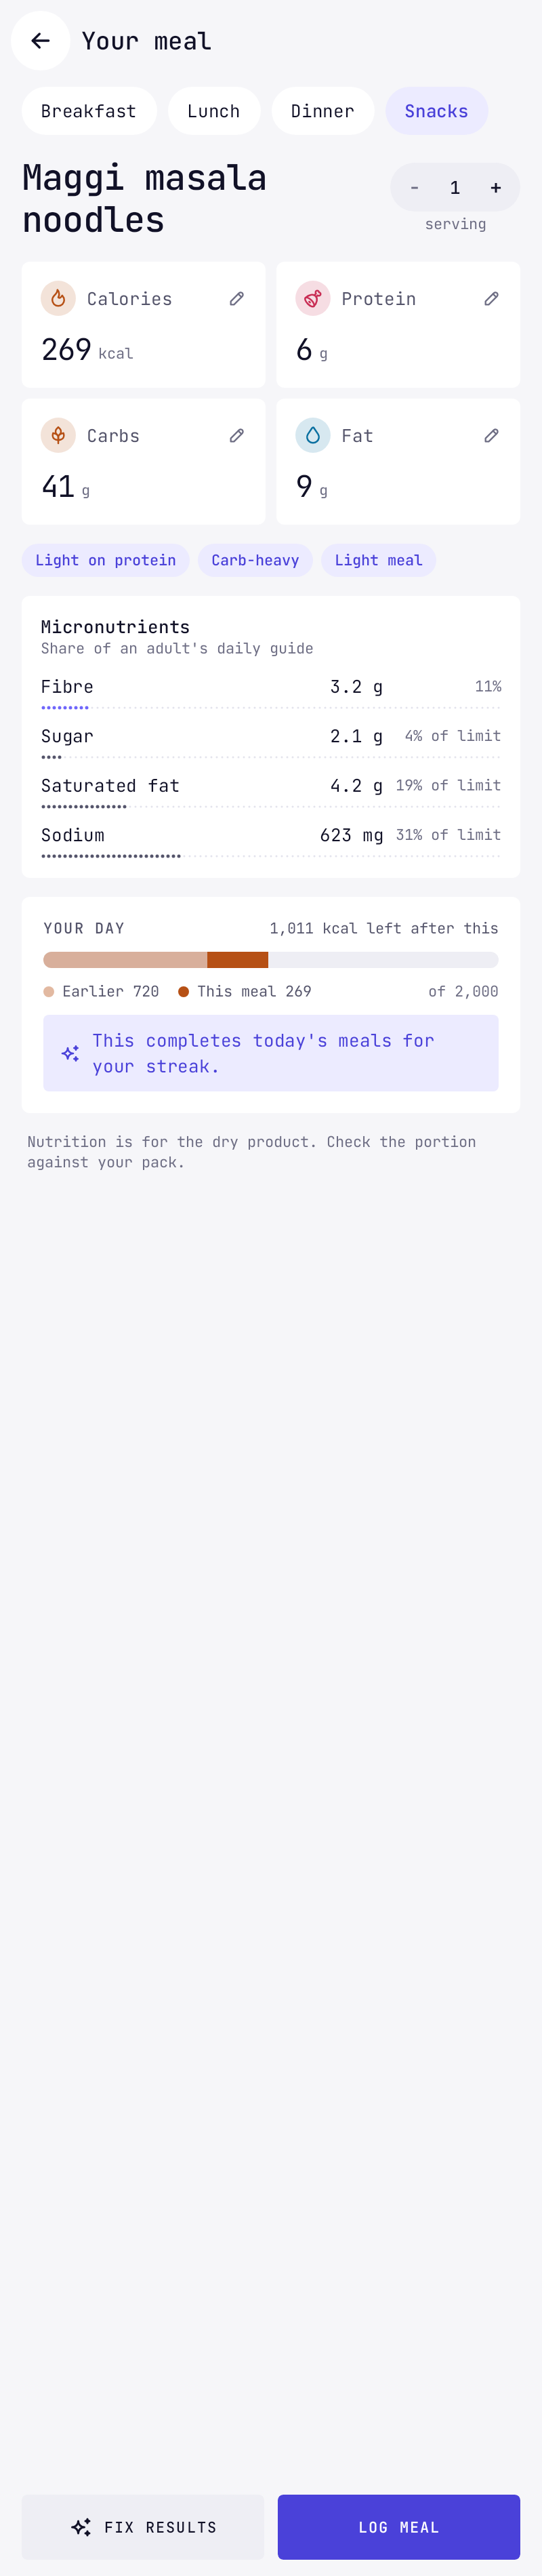 Your meal
Breakfast Lunch Dinner Snacks
Maggi masala
noodles
- 1 +
serving
Calories
269 kcal
Protein
6 g
Carbs
41 g
Fat
9 g
Light on protein Carb-heavy Light meal
Micronutrients
Share of an adult's daily guide
Fibre 3.2 g 11%
Sugar 2.1 g 4% of limit
Saturated fat 4.2 g 19% of limit
Sodium 623 mg 31% of limit
YOUR DAY 1,011 kcal left after this
Earlier 720 This meal 269 of 2,000
This completes today's meals for
your streak.
Nutrition is for the dry product. Check the portion
against your pack.
FIX RESULTS LOG MEAL